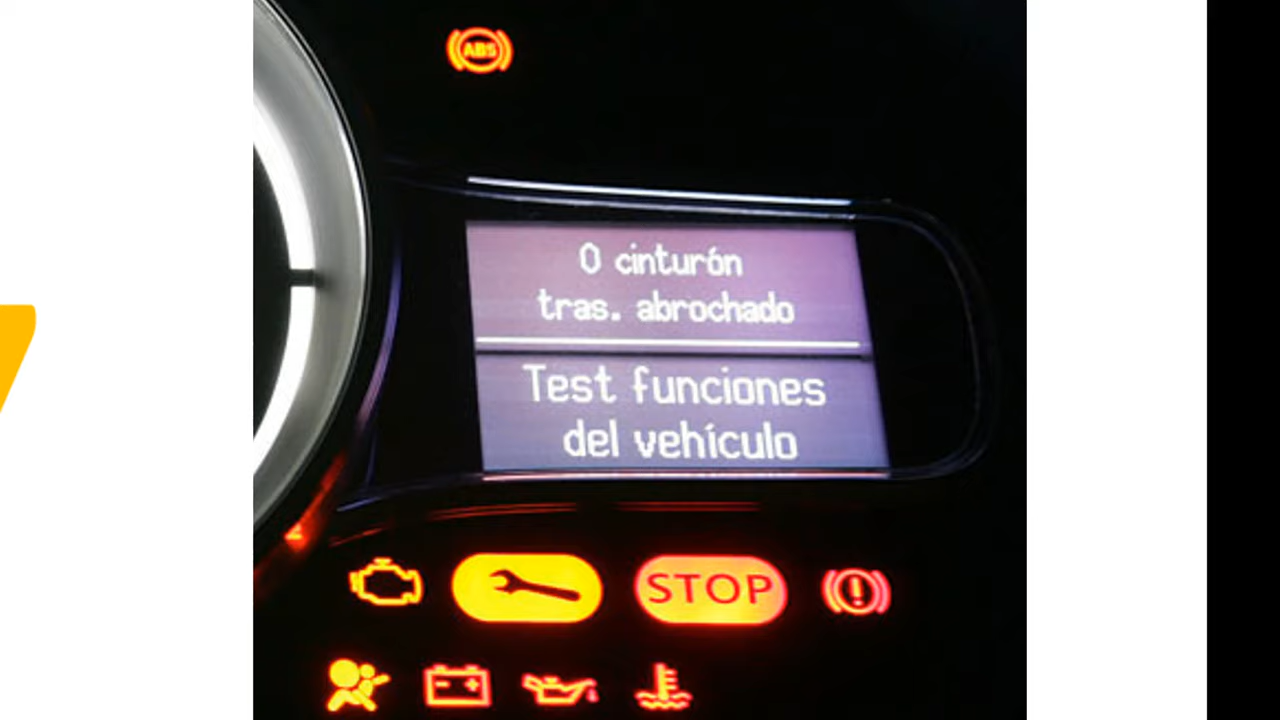 ABS
0 cinturón
tras. abrochado
Test funciones
del vehículo
STOP